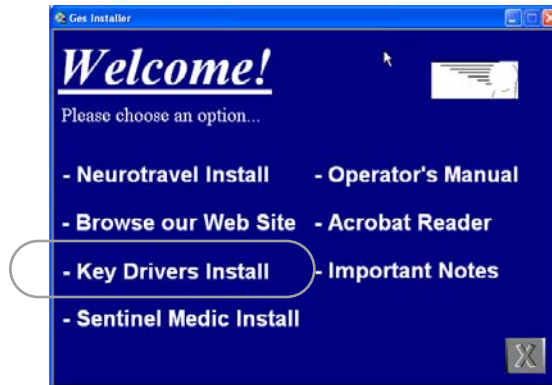 Ges Installer
Welcome!
Please choose an option...
- Neurotravel Install
- Operator's Manual
- Browse our Web Site
- Acrobat Reader
- Key Drivers Install
- Important Notes
- Sentinel Medic Install
X